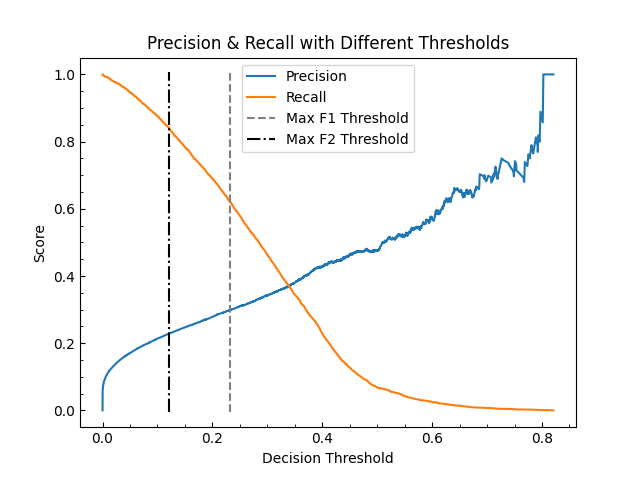 Precision & Recall with Different Thresholds
Precision
Recall
Max F1 Threshold
Max F2 Threshold
Score
1.0
0.8
0.6
0.4
0.2
0.0
0.0 0.2 0.4 0.6 0.8
Decision Threshold